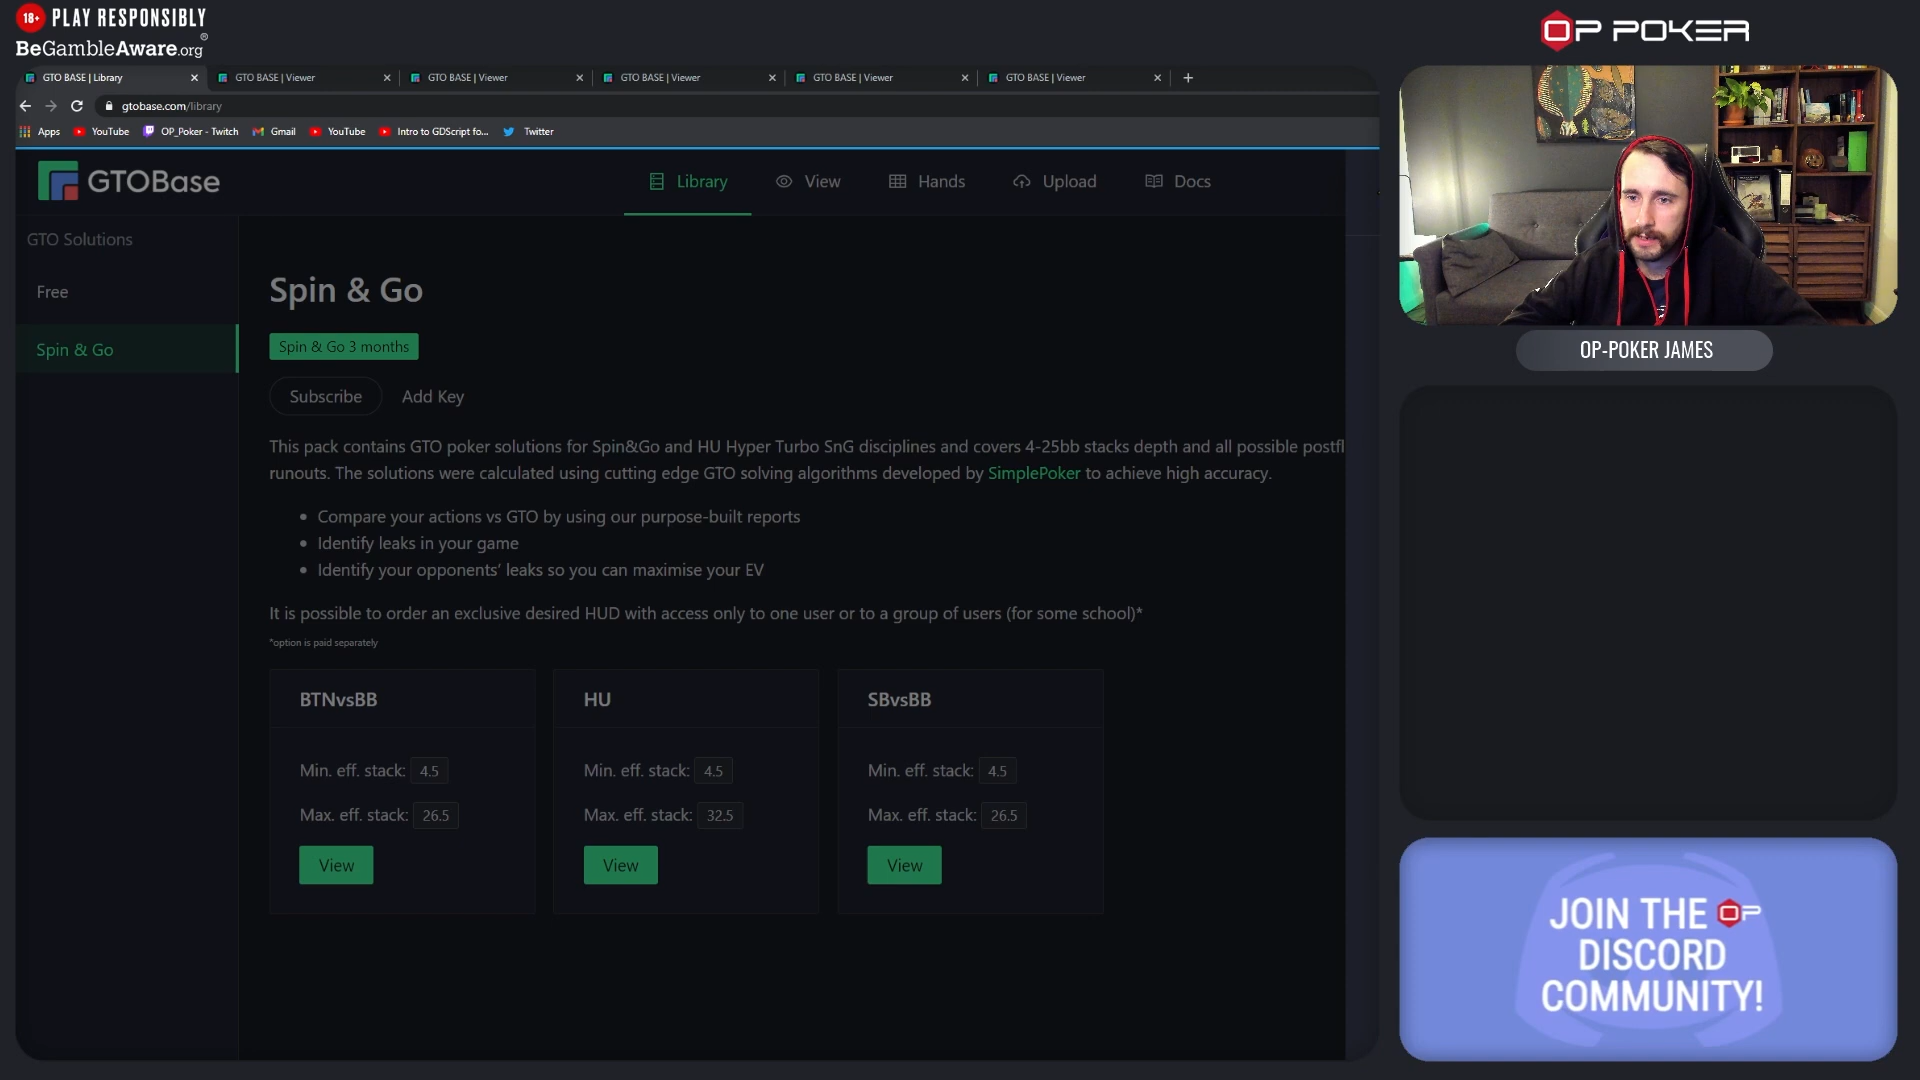 18+ PLAY RESPONSIBLY
BeGambleAware.org®
OP POKER
GTO BASE | Library
GTO BASE | Viewer
GTO BASE | Viewer
GTO BASE | Viewer
GTO BASE | Viewer
GTO BASE | Viewer
gtobase.com/library
Apps YouTube OP_Poker - Twitch Gmail YouTube Intro to GDScript fo... Twitter
GTOBase
Library View Hands Upload Docs
GTO Solutions
Free
Spin & Go
Spin & Go
Spin & Go 3 months
Subscribe Add Key
This pack contains GTO poker solutions for Spin&Go and HU Hyper Turbo SnG disciplines and covers 4-25bb stacks depth and all possible postfl
runouts. The solutions were calculated using cutting edge GTO solving algorithms developed by SimplePoker to achieve high accuracy.
• Compare your actions vs GTO by using our purpose-built reports
• Identify leaks in your game
• Identify your opponents' leaks so you can maximise your EV
It is possible to order an exclusive desired HUD with access only to one user or to a group of users (for some school)*
*option is paid separately
BTNvsBB
Min. eff. stack: 4.5
Max. eff. stack: 26.5
View
HU
Min. eff. stack: 4.5
Max. eff. stack: 32.5
View
SBvsBB
Min. eff. stack: 4.5
Max. eff. stack: 26.5
View
OP-POKER JAMES
JOIN THE OP
DISCORD
COMMUNITY!